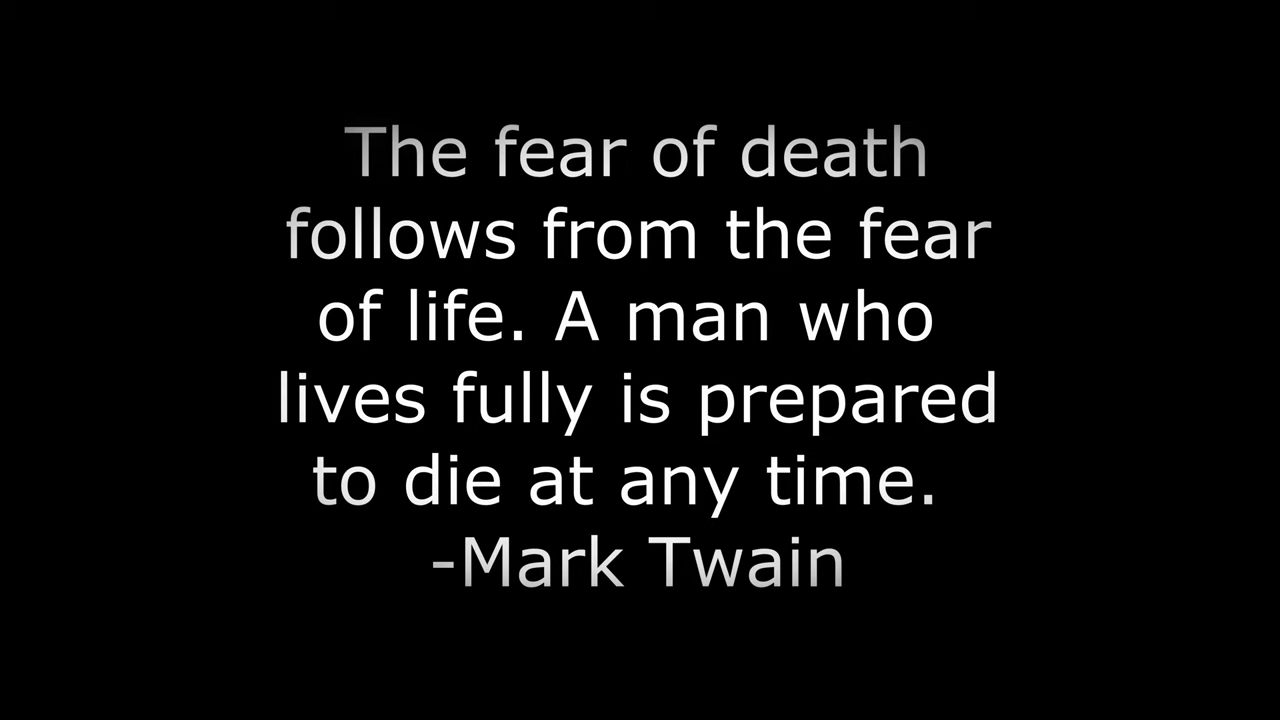 The fear of death
follows from the fear
of life. A man who
lives fully is prepared
to die at any time.
-Mark Twain